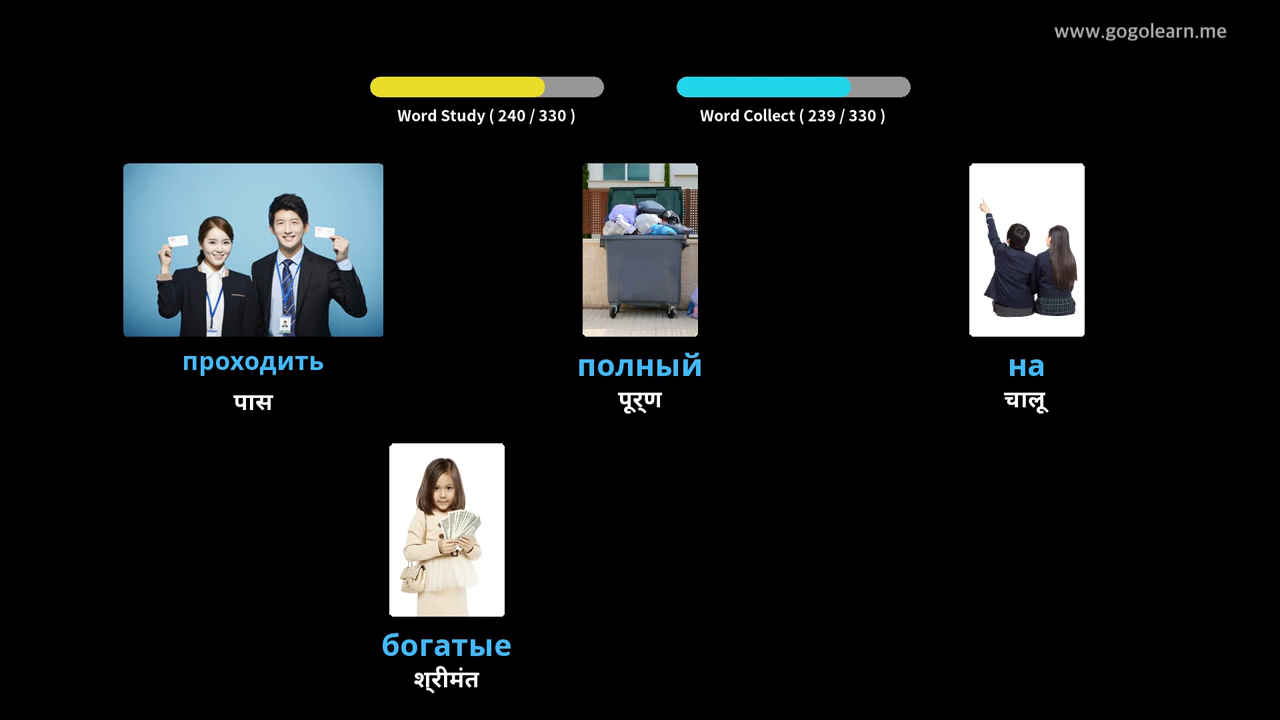 www.gogolearn.me
Word Study ( 240 / 330 )
Word Collect ( 239 / 330 )
проходить
पास
полный
पूर्ण
на
चालू
богатые
श्रीमंत